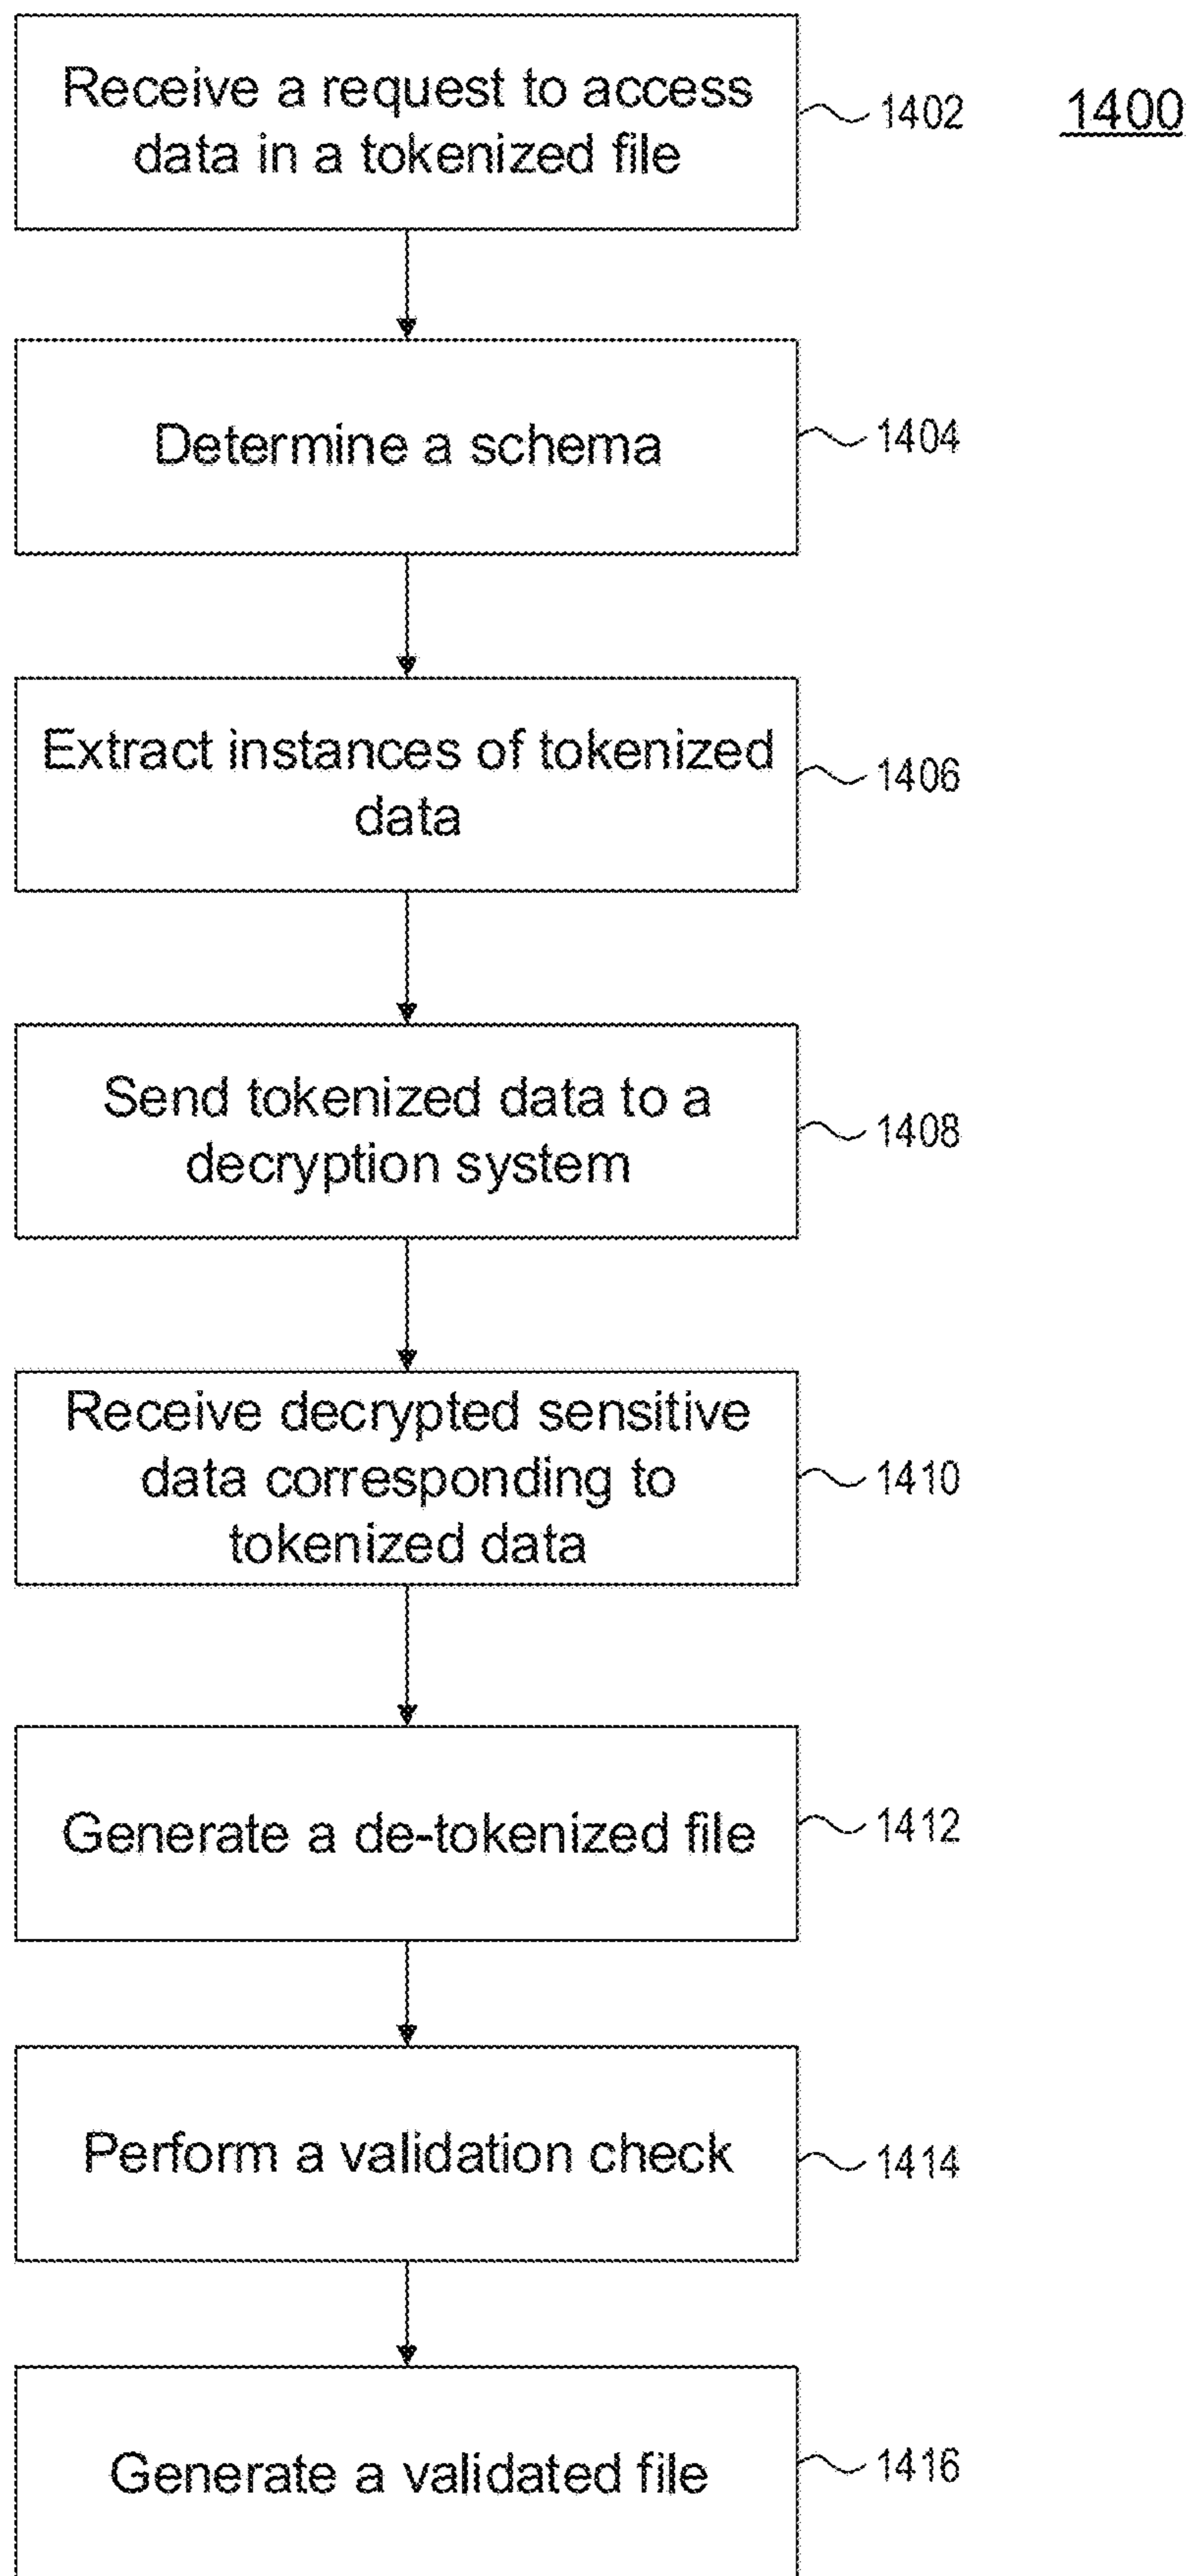 Receive a request to access
data in a tokenized file
1402
1400
Determine a schema
1404
Extract instances of tokenized
data
1406
Send tokenized data to a
decryption system
1408
Receive decrypted sensitive
data corresponding to
tokenized data
1410
Generate a de-tokenized file
1412
Perform a validation check
1414
Generate a validated file
1416